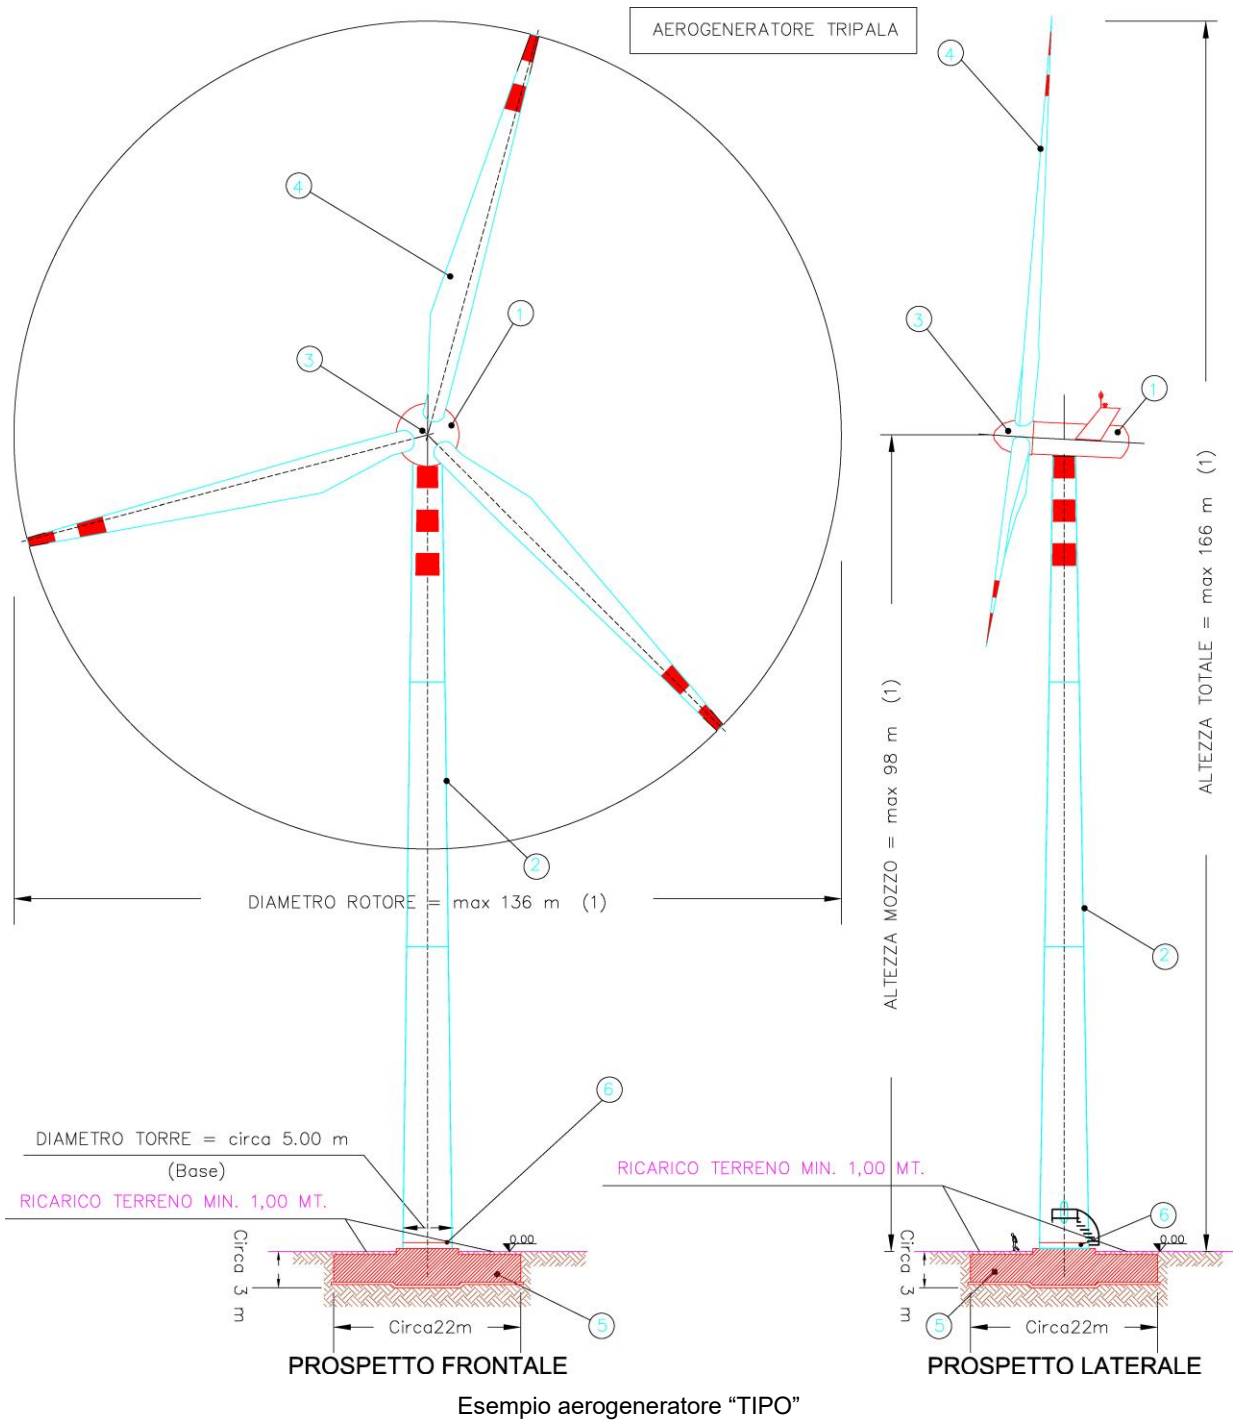 AEROGENERATORE TRIPALA
4
4
1
3
3
1
ALTEZZA TOTALE = max 166 m (1)
ALTEZZA MOZZO = max 98 m (1)
2
DIAMETRO ROTORE = max 136 m (1)
2
6
DIAMETRO TORRE = circa 5.00 m
(Base)
RICARICO TERRENO MIN. 1,00 MT.
RICARICO TERRENO MIN. 1,00 MT.
6
0.00
0.00
Circa 3 m
Circa 3 m
5
5
Circa22m
Circa22m
PROSPETTO FRONTALE
PROSPETTO LATERALE
Esempio aerogeneratore “TIPO”